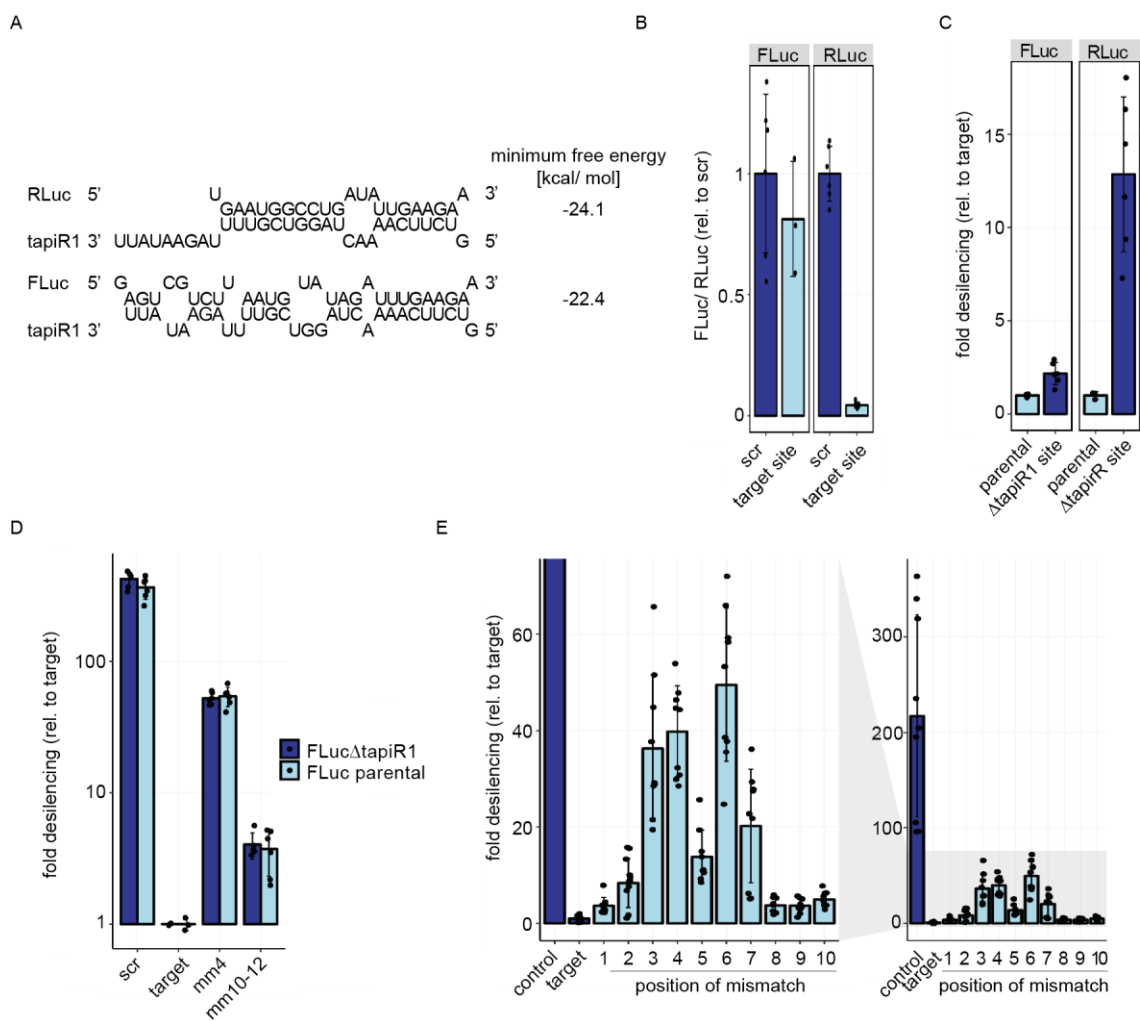 A
minimum free energy
[kcal/ mol]
RLuc 5’ U AUA A 3’
GAAUGGCCUG UUGAAGA
UUUGCUGGAU AACUUCU
tapiR1 3’ UUAUAAGAU CAA G 5’
-24.1
FLuc 5’ G CG U UA A A 3’
AGU UCU AAUG UAG UUUGAAGA
UUA AGA UUGC AUC AAACUUCU
tapiR1 3’ UA UU UGG A G 5’
-22.4
B
FLuc RLuc
FLuc/ RLuc (rel. to scr)
1
0.5
0
scr
target site
scr
target site
C
FLuc RLuc
fold desilencing (rel. to target)
15
10
5
0
parental
ΔtapiR1 site
parental
ΔtapiR site
D
fold desilencing (rel. to target)
100
10
1
scr
target
mm4
mm10-12
FLucΔtapiR1
FLuc parental
E
fold desilencing (rel. to target)
60
40
20
0
control
target
1 2 3 4 5 6 7 8 9 10
position of mismatch
300
200
100
0
control
target
1 2 3 4 5 6 7 8 9 10
position of mismatch